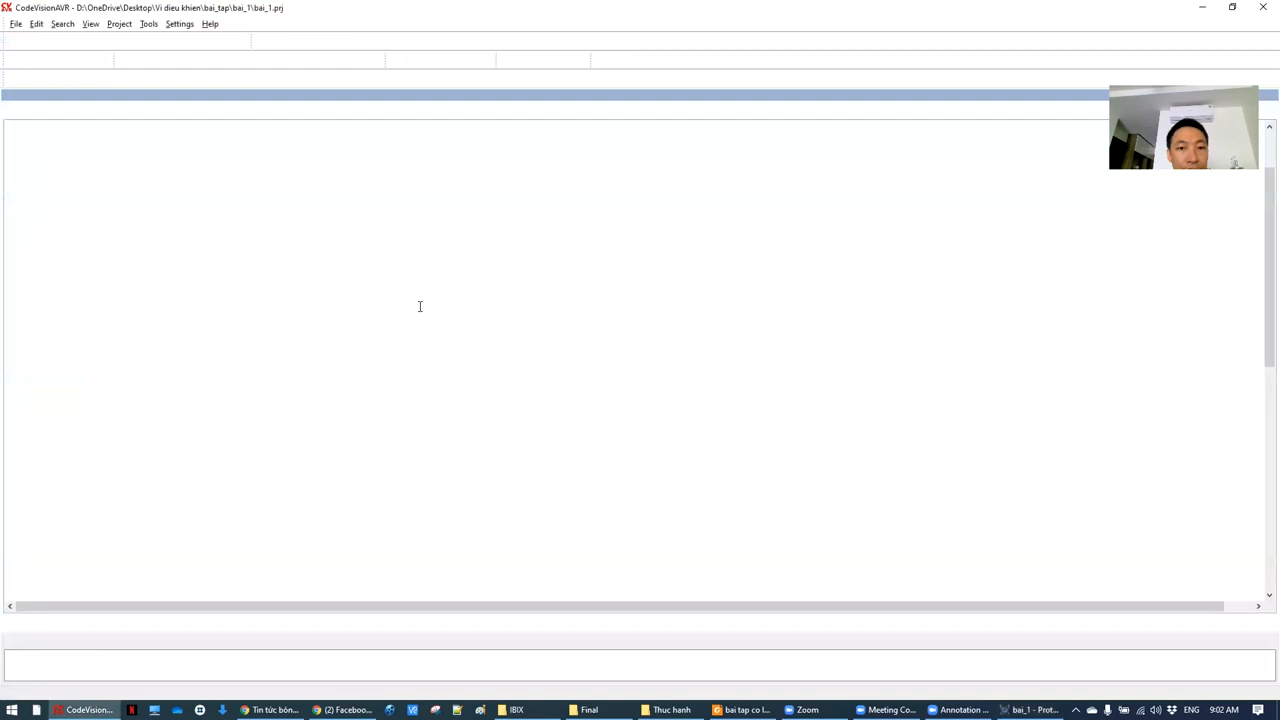 CodeVisionAVR - D:\OneDrive\Desktop\Vi dieu khien\bai_tap\bai_1\bai_1.prj
File Edit Search View Project Tools Settings Help
CodeVision... Tin tức bón... (2) Faceboo... IBIX Final Thuc hanh bai tap co l... Zoom Meeting Co... Annotation ... bai_1 - Prot... ENG 9:02 AM